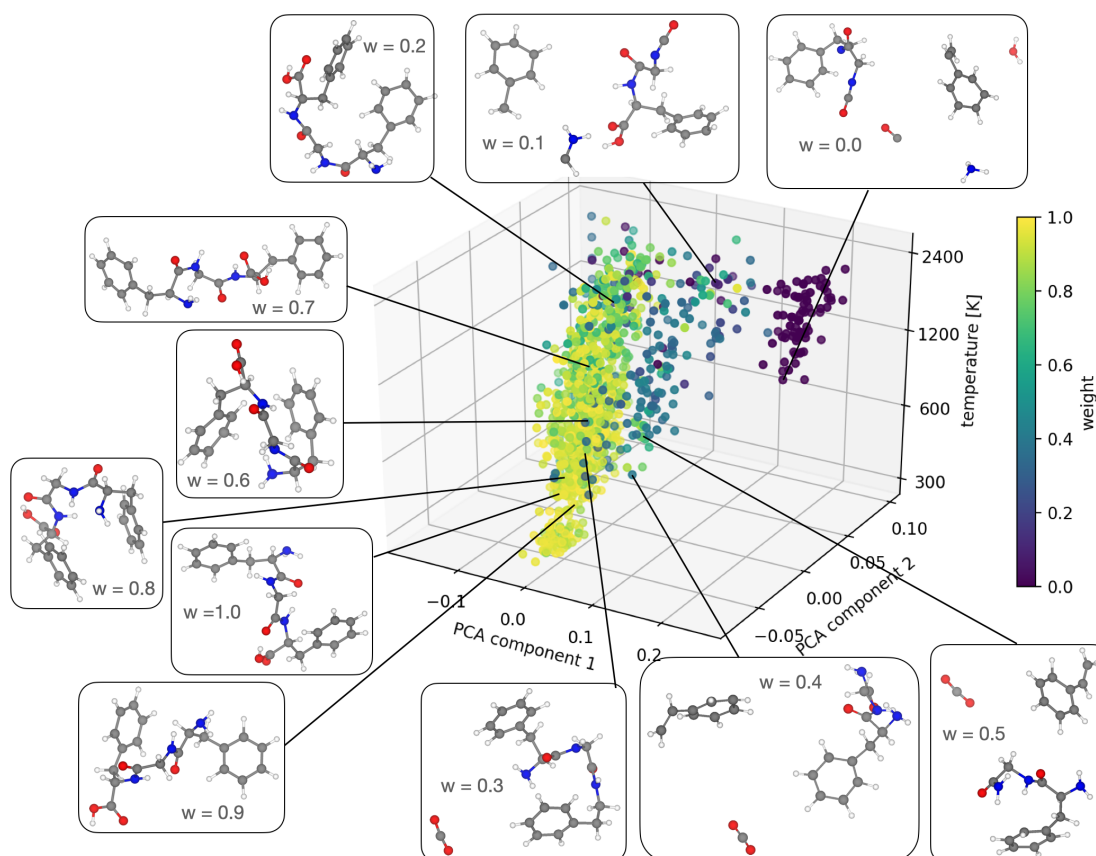 w = 0.2
w = 0.1
w = 0.0
w = 0.7
w = 0.6
w = 0.8
w =1.0
w = 0.9
w = 0.3
w = 0.4
w = 0.5
2400
1200
600
300
temperature [K]
−0.1
0.0
0.1
0.2
PCA component 1
0.10
0.05
0.00
−0.05
PCA component 2
1.0
0.8
0.6
0.4
0.2
0.0
weight